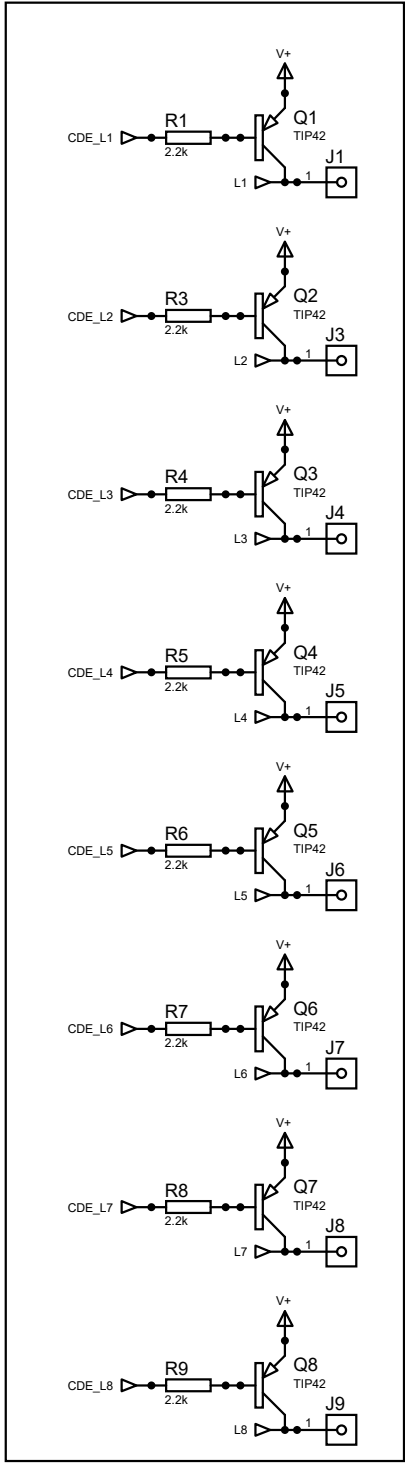 V+
R1
Q1
CDE_L1
TIP42
2.2k
J1
L1
1
V+
R3
Q2
CDE_L2
TIP42
2.2k
J3
L2
1
V+
R4
Q3
CDE_L3
TIP42
2.2k
J4
L3
1
V+
R5
Q4
CDE_L4
TIP42
2.2k
J5
L4
1
V+
R6
Q5
CDE_L5
TIP42
2.2k
J6
L5
1
V+
R7
Q6
CDE_L6
TIP42
2.2k
J7
L6
1
V+
R8
Q7
CDE_L7
TIP42
2.2k
J8
L7
1
V+
R9
Q8
CDE_L8
TIP42
2.2k
J9
L8
1